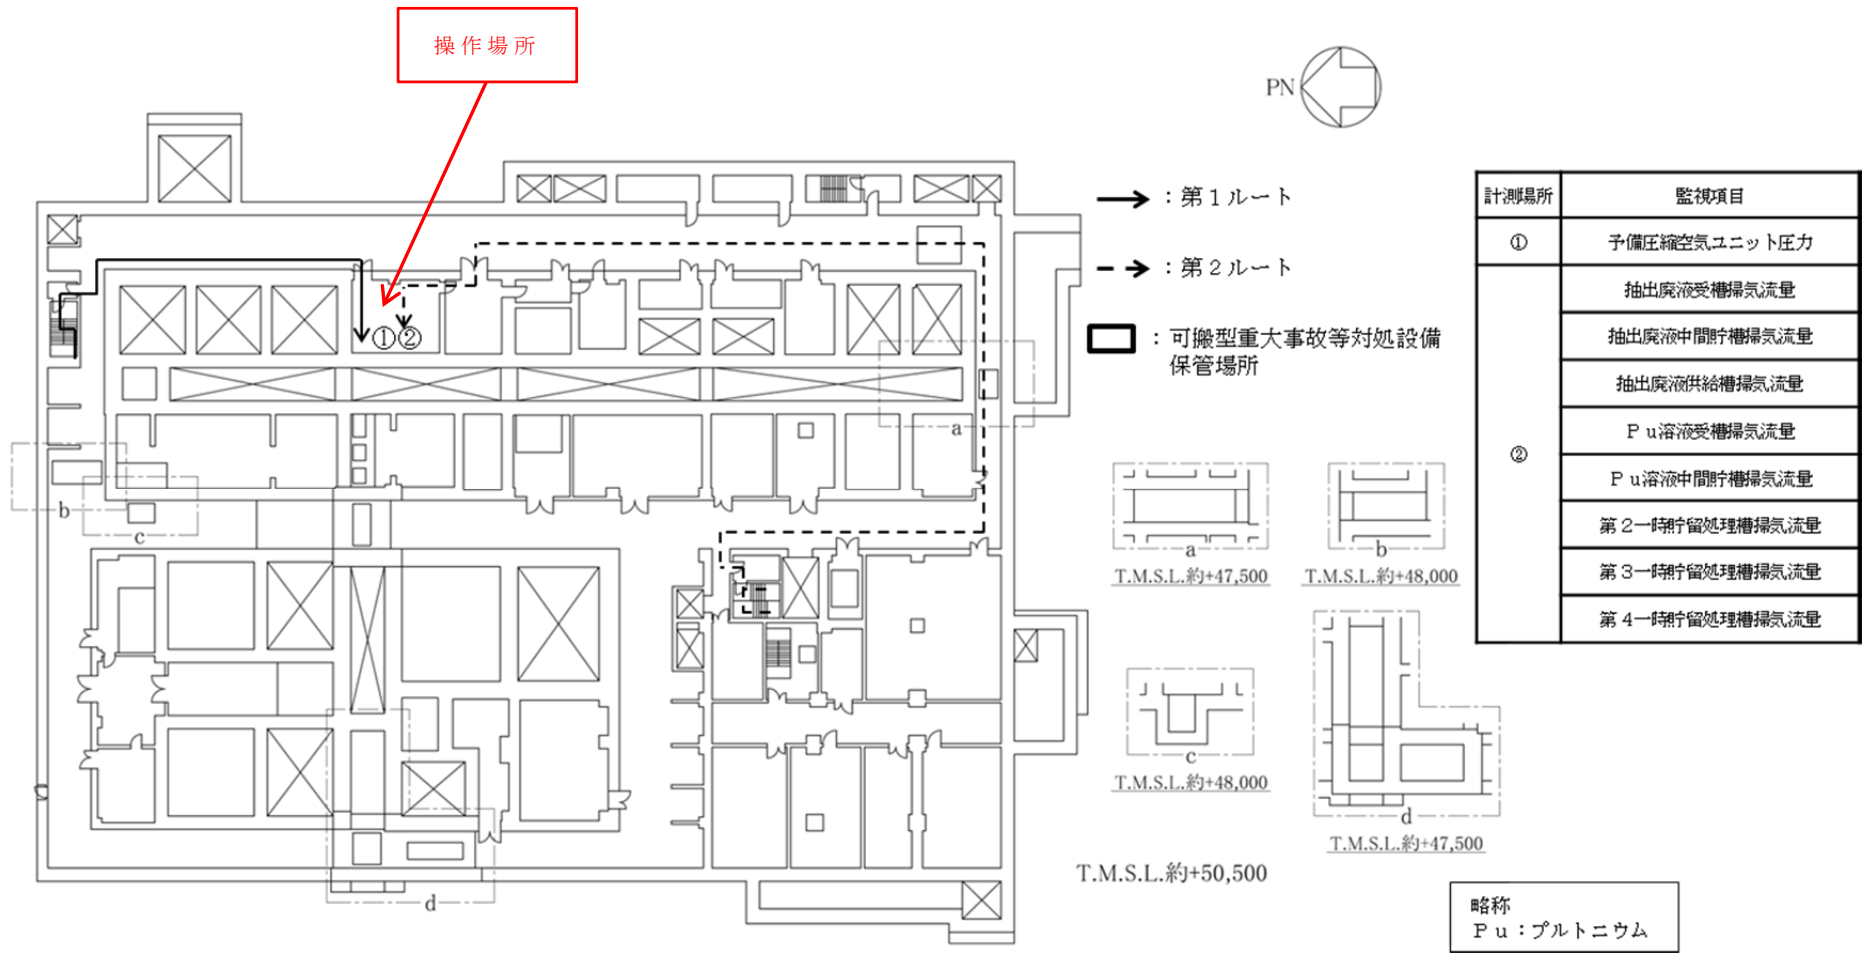 操作場所
PN
：第１ルート
：第２ルート
：可搬型重大事故等対処設備
保管場所
計測場所 監視項目
① 予備圧縮空気ユニット圧力
② 抽出廃液受槽掃気流量
抽出廃液中間貯槽掃気流量
抽出廃液供給槽掃気流量
Ｐｕ溶液受槽掃気流量
Ｐｕ溶液中間貯槽掃気流量
第２一時貯留処理槽掃気流量
第３一時貯留処理槽掃気流量
第４一時貯留処理槽掃気流量
①②
a
b
c
d
a
T.M.S.L.約+47,500
b
T.M.S.L.約+48,000
c
T.M.S.L.約+48,000
d
T.M.S.L.約+47,500
T.M.S.L.約+50,500
略称
Ｐｕ：プルトニウム